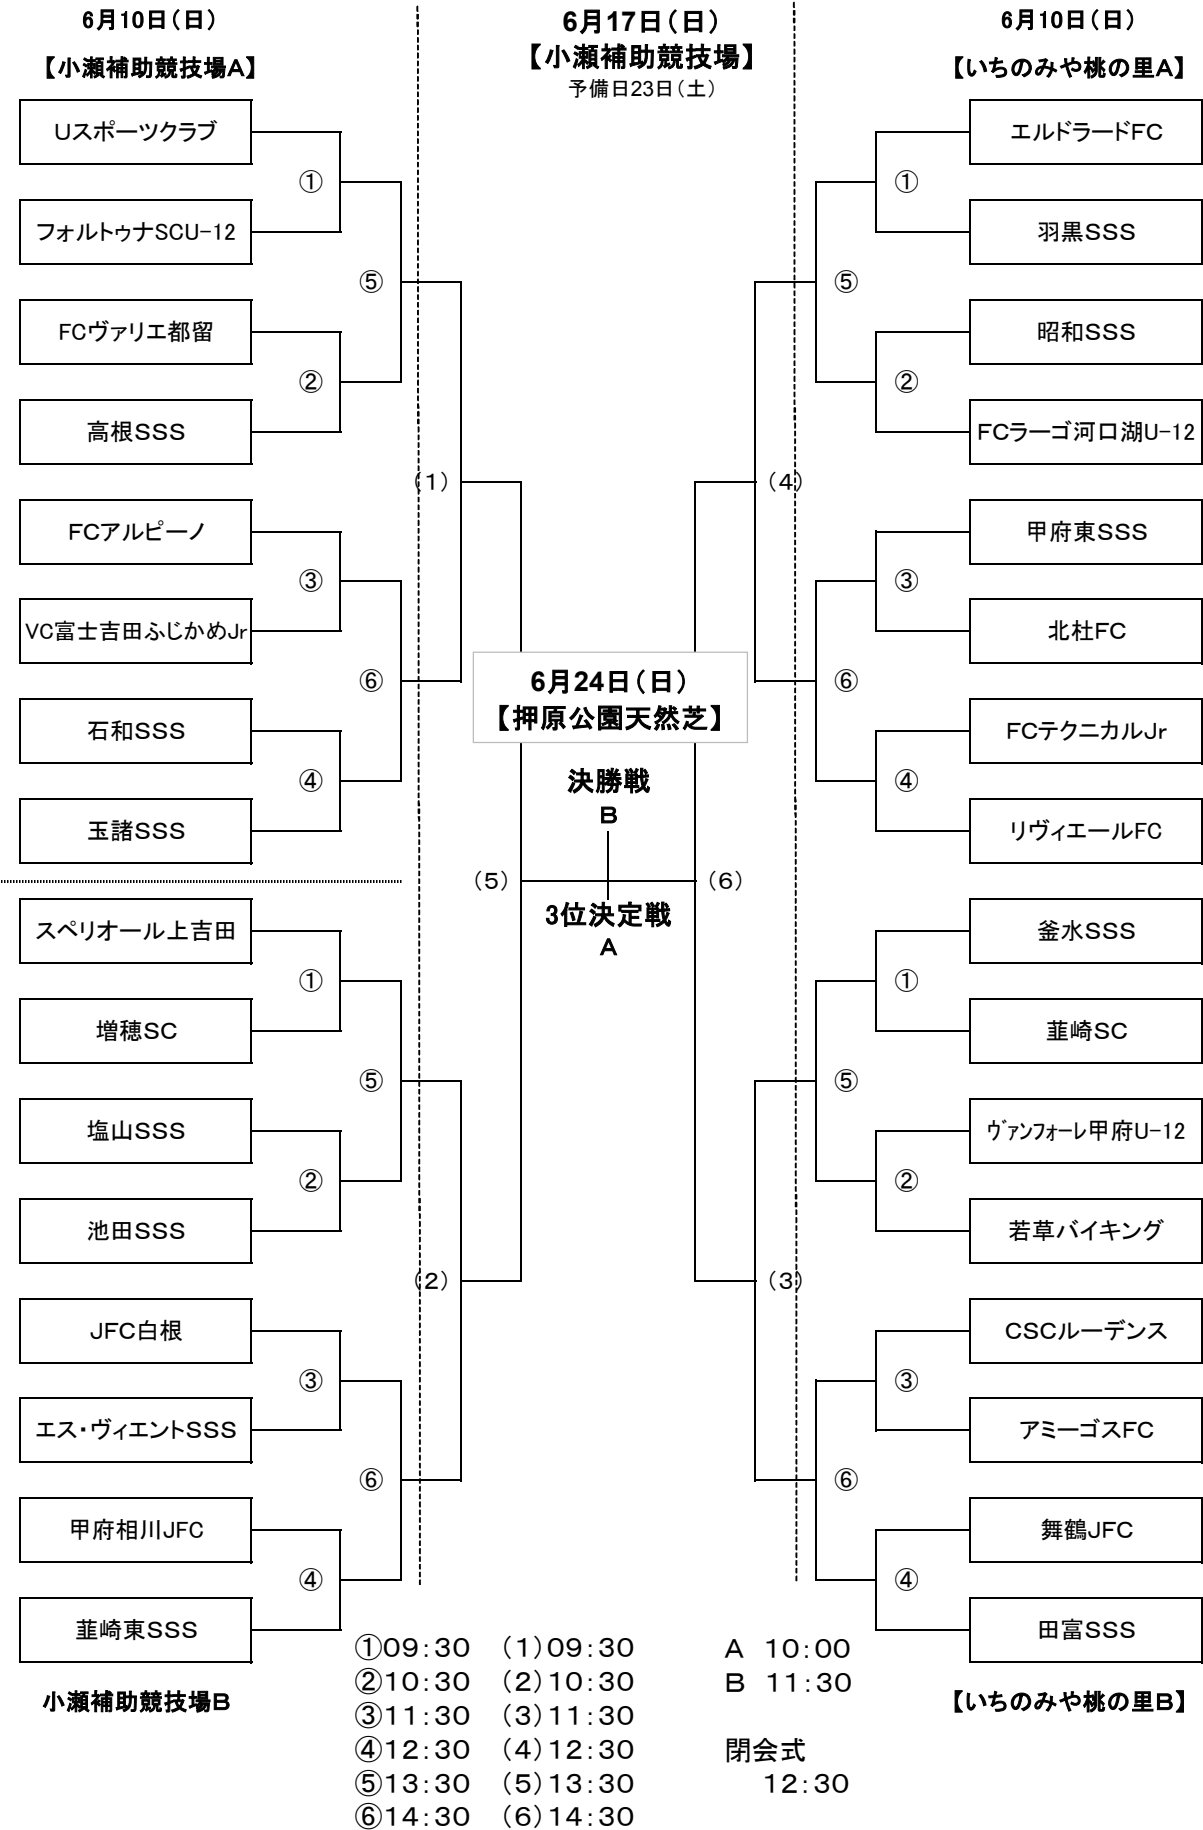 6月10日（日）
【小瀬補助競技場A】
6月17日（日）
【小瀬補助競技場】
予備日23日（土）
6月10日（日）
【いちのみや桃の里A】
Uスポーツクラブ
①
フォルトゥナSCU-12
⑤
FCヴァリエ都留
②
高根SSS
（1）
FCアルピーノ
③
VC富士吉田ふじかめJr
⑥
石和SSS
④
玉諸SSS
スペリオール上吉田
①
増穂SC
⑤
塩山SSS
②
池田SSS
（2）
JFC白根
③
エス・ヴィエントSSS
⑥
甲府相川JFC
④
韮崎東SSS
小瀬補助競技場B
6月24日（日）
【押原公園天然芝】
決勝戦
B
（5）
（6）
3位決定戦
A
エルドラードFC
①
羽黒SSS
⑤
昭和SSS
②
FCラーゴ河口湖U-12
（4）
甲府東SSS
③
北杜FC
⑥
FCテクニカルJr
④
リヴィエールFC
釜水SSS
①
韮崎SC
⑤
ヴァンフォーレ甲府U-12
②
若草バイキング
（3）
CSCルーデンス
③
アミーゴスFC
⑥
舞鶴JFC
④
田富SSS
【いちのみや桃の里B】
①09：30 （1）09：30
②10：30 （2）10：30
③11：30 （3）11：30
④12：30 （4）12：30
⑤13：30 （5）13：30
⑥14：30 （6）14：30
A 10：00
B 11：30
閉会式
12：30